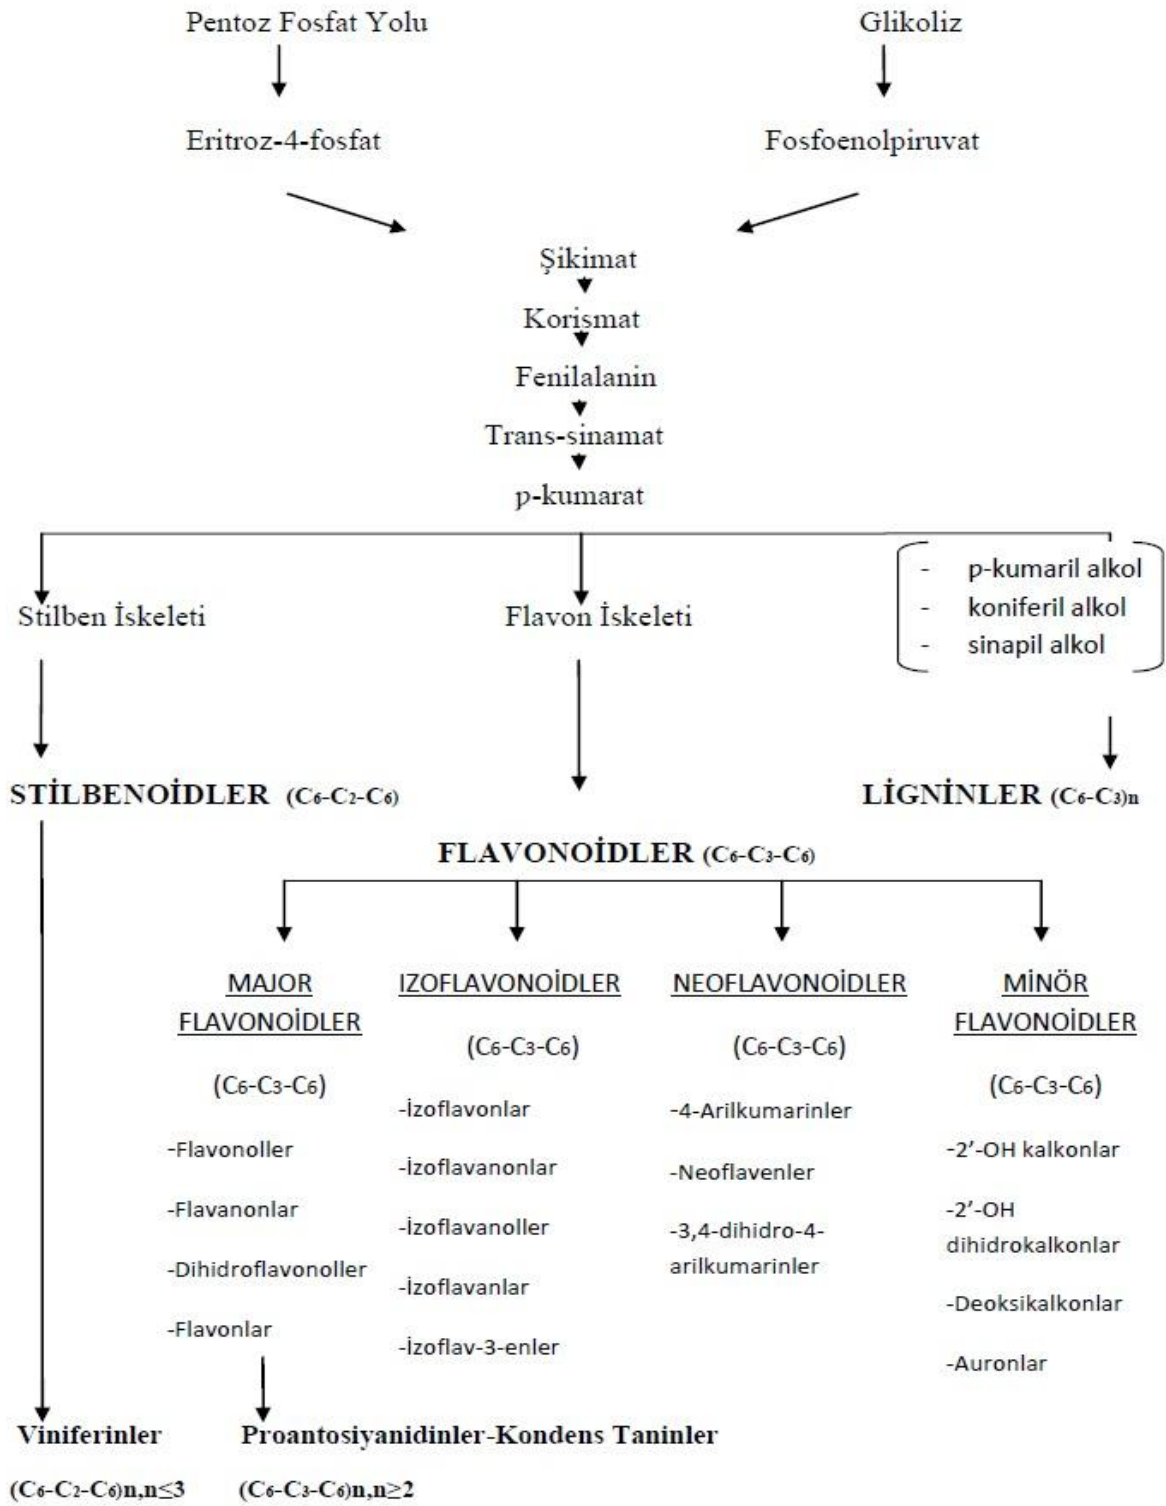 Pentoz Fosfat Yolu
Glikoliz
Eritroz-4-fosfat
Fosfoenolpiruvat
Şikimat
Korişmat
Fenilalanin
Trans-sinamat
p-kumarat
Stilben İskeleti
Flavon İskeleti
- p-kumaril alkol
- koniferil alkol
- sinapil alkol
STİLBENOİDLER (C6-C2-C6)
LİGNİNLER (C6-C3)n
FLAVONOİDLER (C6-C3-C6)
MAJOR
FLAVONOİDLER
(C6-C3-C6)
-Flavonoller
-Flavanonlar
-Dihidroflavonoller
-Flavonlar
IZOFLAVONOİDLER
(C6-C3-C6)
-İzoflavonlar
-İzoflavanonlar
-İzoflavanoller
-İzoflavanlar
-İzoflav-3-enler
NEOFLAVONOİDLER
(C6-C3-C6)
-4-Arilkumarinler
-Neoflavenler
-3,4-dihidro-4-
arilkumarinler
MİNÖR
FLAVONOİDLER
(C6-C3-C6)
-2’-OH kalkonlar
-2’-OH
dihidrokalkonlar
-Deoksikalkonlar
-Auronlar
Viniferinler
(C6-C2-C6)n,n≤3
Proantosiyanidinler-Kondens Taninler
(C6-C3-C6)n,n≥2